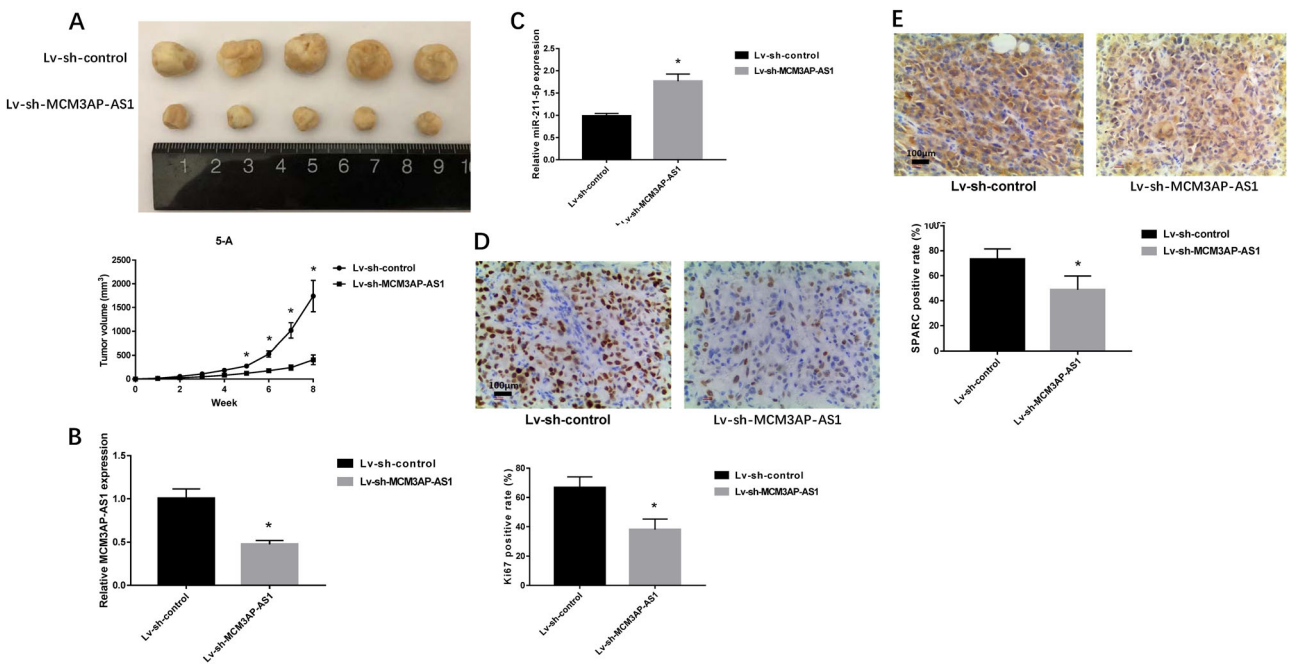 A
Lv-sh-control
Lv-sh-MCM3AP-AS1
1 2 3 4 5 6 7 8 9 1
5-A
Tumor volume (mm3)
2500
2000
1500
1000
500
0
0 2 4 6 8
Week
*
*
*
*
Lv-sh-control
Lv-sh-MCM3AP-AS1
B
Relative MCM3AP-AS1 expression
1.5
1.0
0.5
0.0
*
Lv-sh-control
Lv-sh-MCM3AP-AS1
Lv-sh-control
Lv-sh-MCM3AP-AS1
C
Relative miR-211-5p expression
2.5
2.0
1.5
1.0
0.5
0.0
*
Lv-sh-control
Lv-sh-MCM3AP-AS1
Lv-sh-control
Lv-sh-MCM3AP-AS1
D
100μm
Lv-sh-control
Lv-sh-MCM3AP-AS1
Ki67 positive rate (%)
80
60
40
20
0
*
Lv-sh-control
Lv-sh-MCM3AP-AS1
Lv-sh-control
Lv-sh-MCM3AP-AS1
E
100μm
Lv-sh-control
Lv-sh-MCM3AP-AS1
SPARC positive rate (%)
100
80
60
40
20
0
*
Lv-sh-control
Lv-sh-MCM3AP-AS1
Lv-sh-control
Lv-sh-MCM3AP-AS1